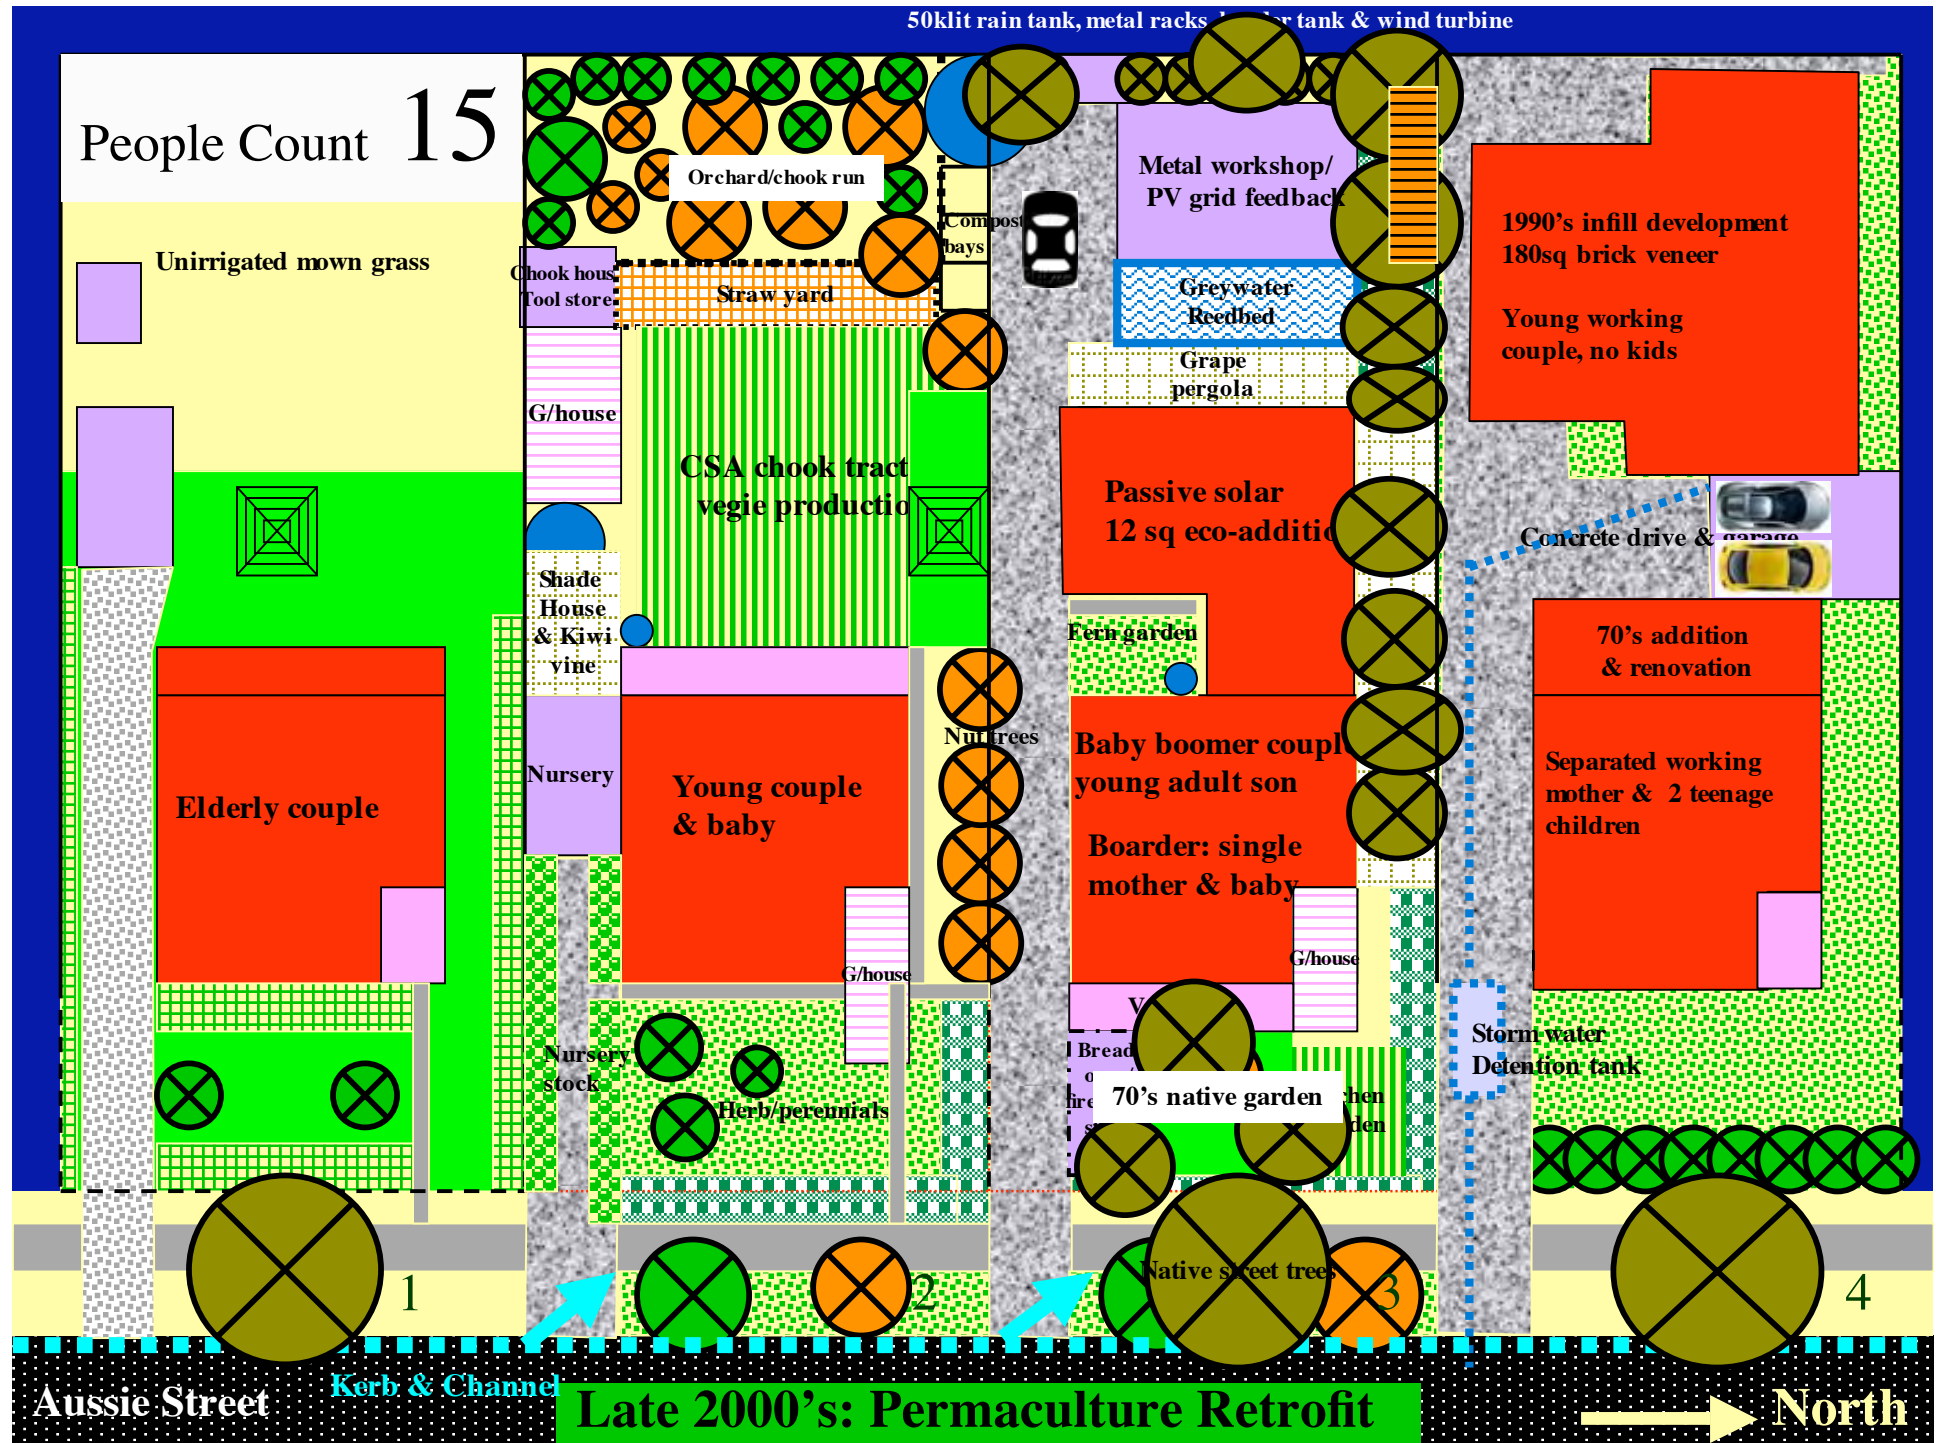 50klit rain tank, metal racks, tank & wind turbine
People Count 15
Orchard/chook run
Metal workshop/
PV grid feedback
Compost
bays
Unirrigated mown grass
1990's infill development
180sq brick veneer
Young working
couple, no kids
Chook hous
Tool store
Straw yard
Greywater
Reedbed
Grape
pergola
G/house
CSA chook tract
vegie productio
Passive solar
12 sq eco-additio
Concrete drive & garage
Shade
House
& Kiwi
vine
Fern garden
70's addition
& renovation
Nut trees
Nursery
Young couple
& baby
Elderly couple
Baby boomer couple
young adult son
Boarder: single
mother & baby
Separated working
mother & 2 teenage
children
G/house
G/house
Storm water
Detention tank
Nursery
stock
Herb/perennials
Bread
70's native garden
chen
den
Native street trees
1
2
3
4
Kerb & Channel
Aussie Street
Late 2000's: Permaculture Retrofit
North